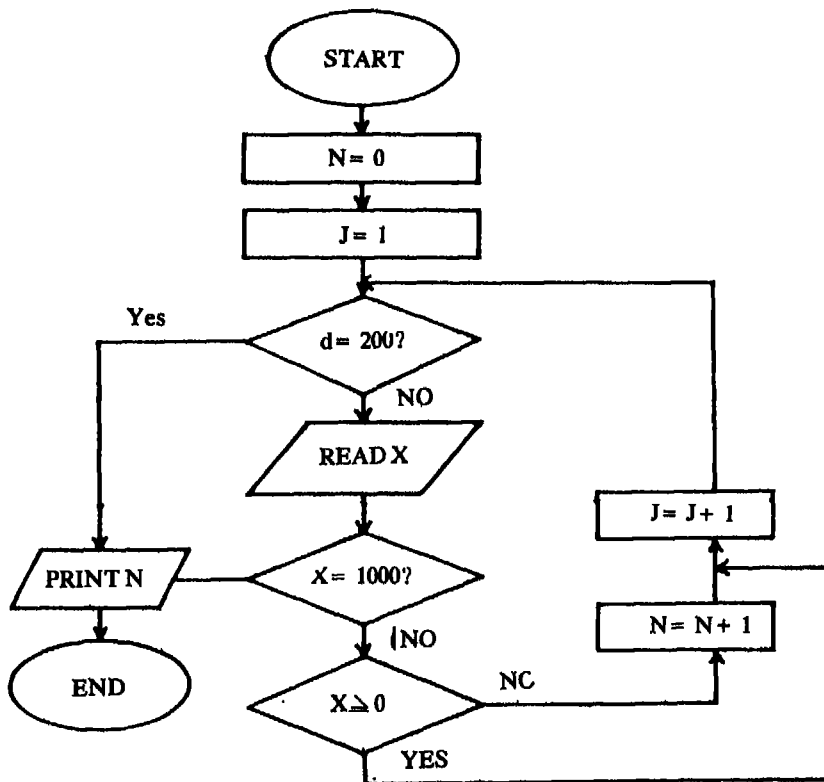 START
N= 0
J= 1
Yes
d= 200?
NO
READ X
J= J+ 1
PRINT N
X= 1000?
N= N+ 1
NO
END
X≥0
NC
YES